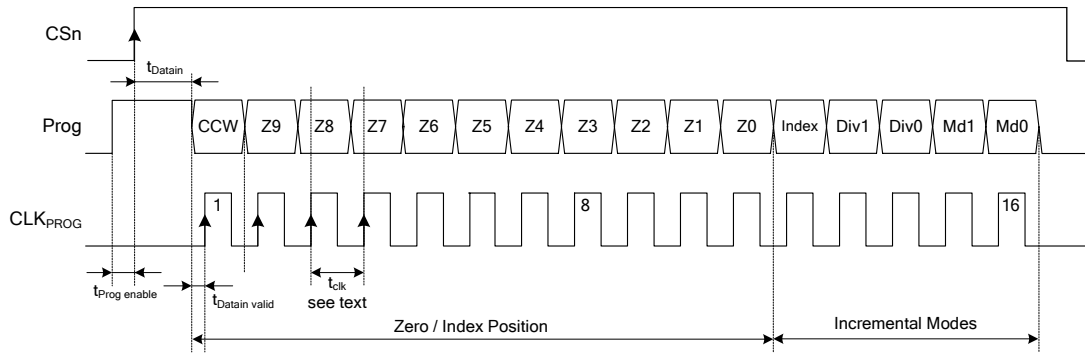 CSn
tDatain
Prog
CCW Z9 Z8 Z7 Z6 Z5 Z4 Z3 Z2 Z1 Z0 Index Div1 Div0 Md1 Md0
CLKPROG
1 8 16
tProg enable
tDatain valid
tclk
see text
Zero / Index Position
Incremental Modes